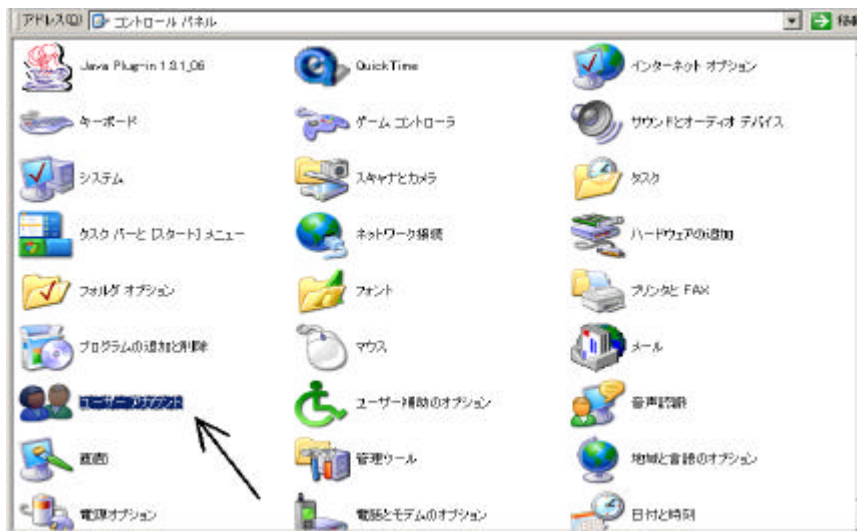 アドレス(D) コントロール パネル 移動
Java Plug-in 1.3.1_06
QuickTime
インターネット オプション
キーボード
ゲーム コントローラ
サウンドとオーディオ デバイス
システム
スキャナとカメラ
タスク
タスク バーと [スタート] メニュー
ネットワーク接続
ハードウェアの追加
フォルダ オプション
フォント
プリンタと FAX
プログラムの追加と削除
マウス
メール
ユーザー アカウント
ユーザー補助のオプション
音声認識
画面
管理ツール
地域と言語のオプション
電源オプション
電話とモデムのオプション
日付と時刻